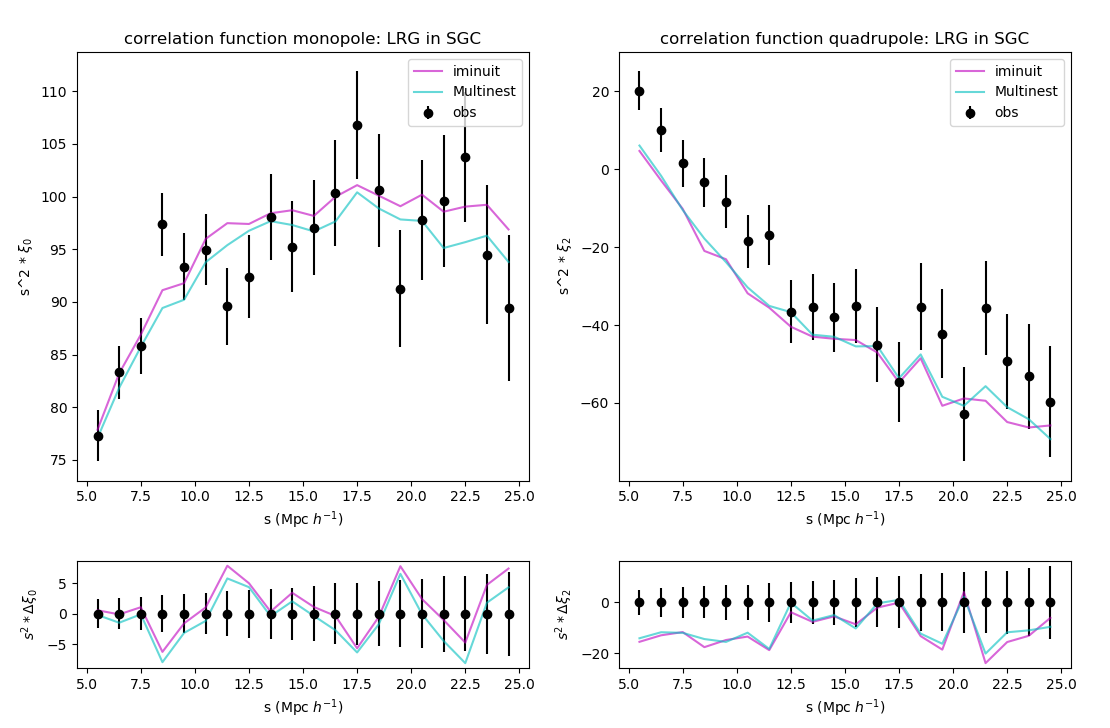 correlation function monopole: LRG in SGC
iminuit
Multinest
obs
s^2 * ξ0
110
105
100
95
90
85
80
75
5.0 7.5 10.0 12.5 15.0 17.5 20.0 22.5 25.0
s (Mpc h−1)
s2 * Δξ0
5
0
−5
5.0 7.5 10.0 12.5 15.0 17.5 20.0 22.5 25.0
s (Mpc h−1)
correlation function quadrupole: LRG in SGC
iminuit
Multinest
obs
s^2 * ξ2
20
0
−20
−40
−60
5.0 7.5 10.0 12.5 15.0 17.5 20.0 22.5 25.0
s (Mpc h−1)
s2 * Δξ2
0
−20
5.0 7.5 10.0 12.5 15.0 17.5 20.0 22.5 25.0
s (Mpc h−1)